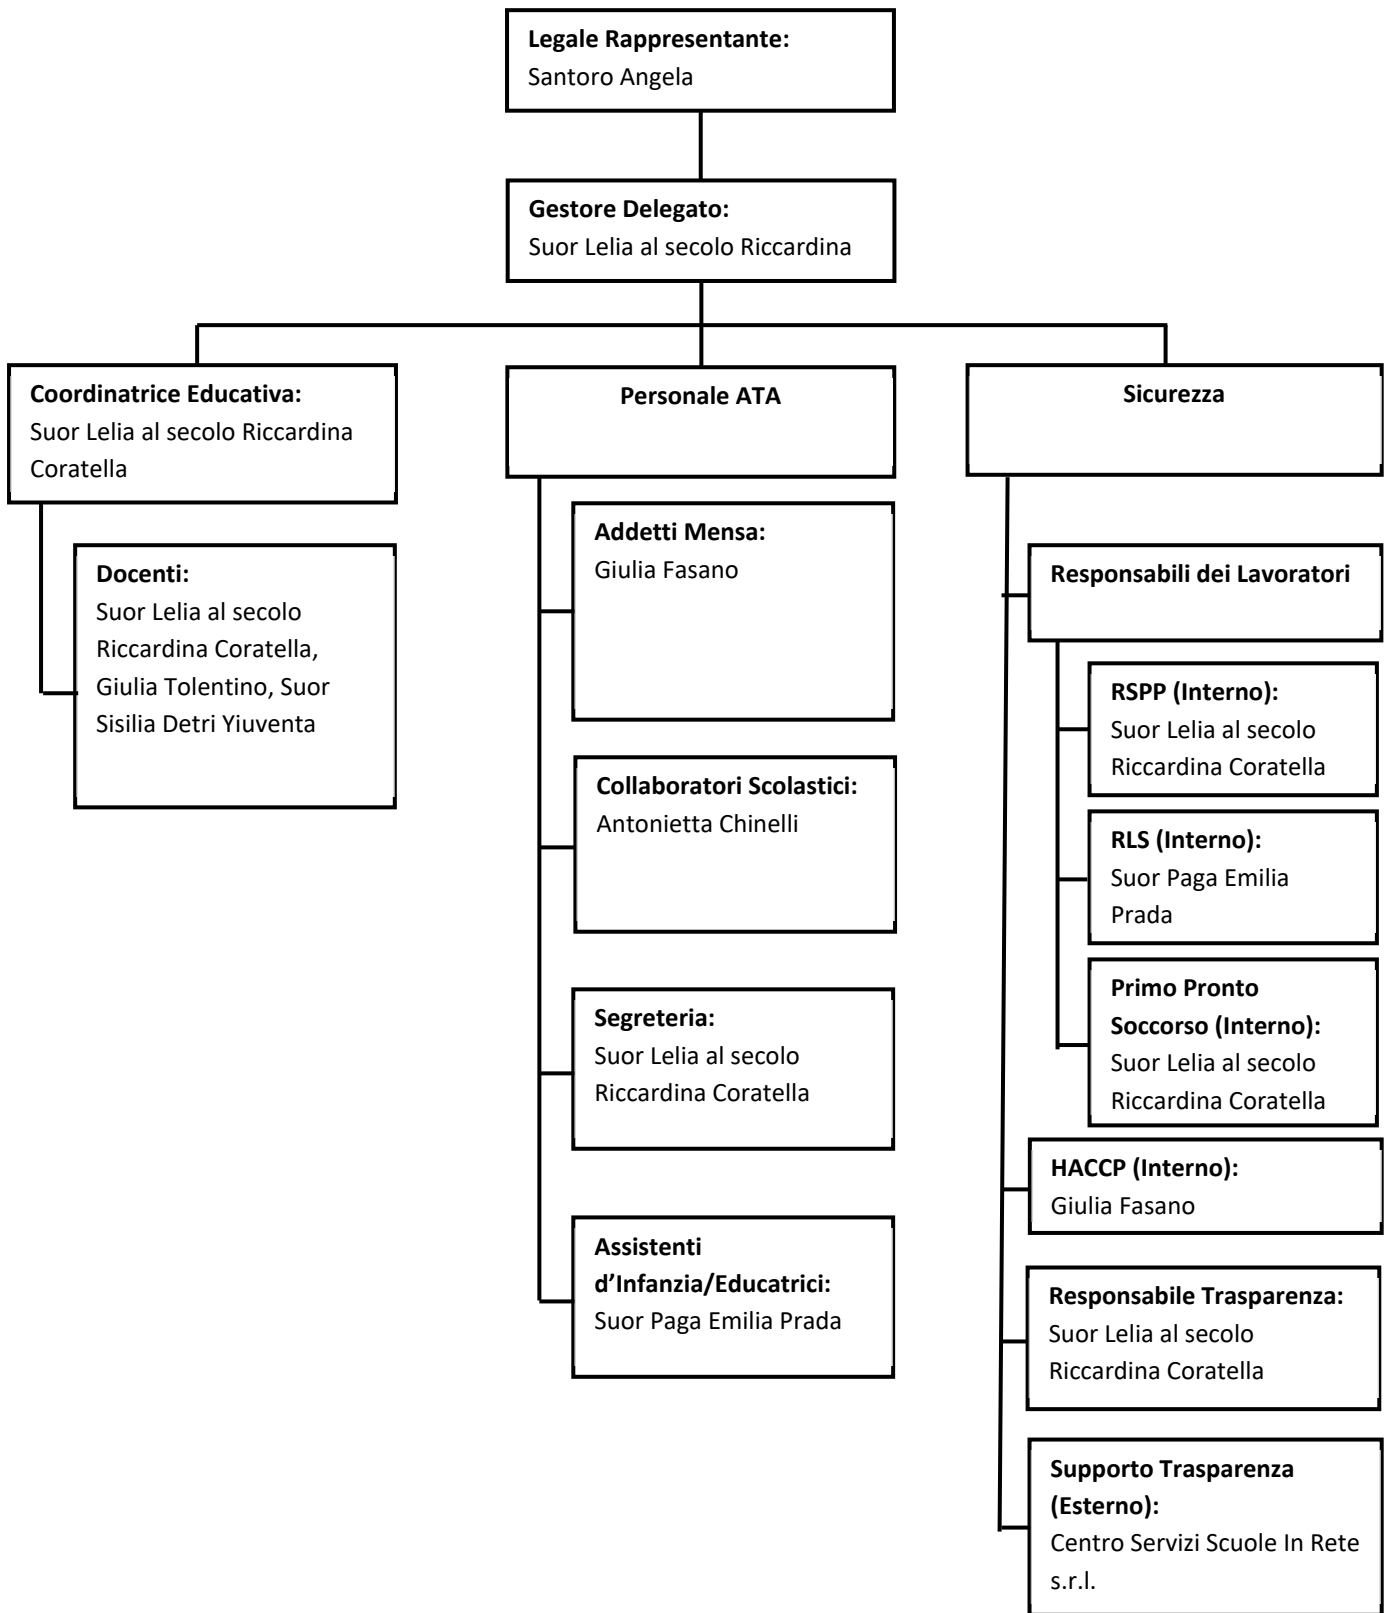 Legale Rappresentante:
Santoro Angela
Gestore Delegato:
Suor Lelia al secolo Riccardina
Coordinatrice Educativa:
Suor Lelia al secolo Riccardina
Coratella
Docenti:
Suor Lelia al secolo
Riccardina Coratella,
Giulia Tolentino, Suor
Sisilia Detri Yiuventa
Personale ATA
Addetti Mensa:
Giulia Fasano
Collaboratori Scolastici:
Antonietta Chinelli
Segreteria:
Suor Lelia al secolo
Riccardina Coratella
Assistenti
d’Infanzia/Educatrici:
Suor Paga Emilia Prada
Sicurezza
Responsabili dei Lavoratori
RSPP (Interno):
Suor Lelia al secolo
Riccardina Coratella
RLS (Interno):
Suor Paga Emilia
Prada
Primo Pronto
Soccorso (Interno):
Suor Lelia al secolo
Riccardina Coratella
HACCP (Interno):
Giulia Fasano
Responsabile Trasparenza:
Suor Lelia al secolo
Riccardina Coratella
Supporto Trasparenza
(Esterno):
Centro Servizi Scuole In Rete
s.r.l.